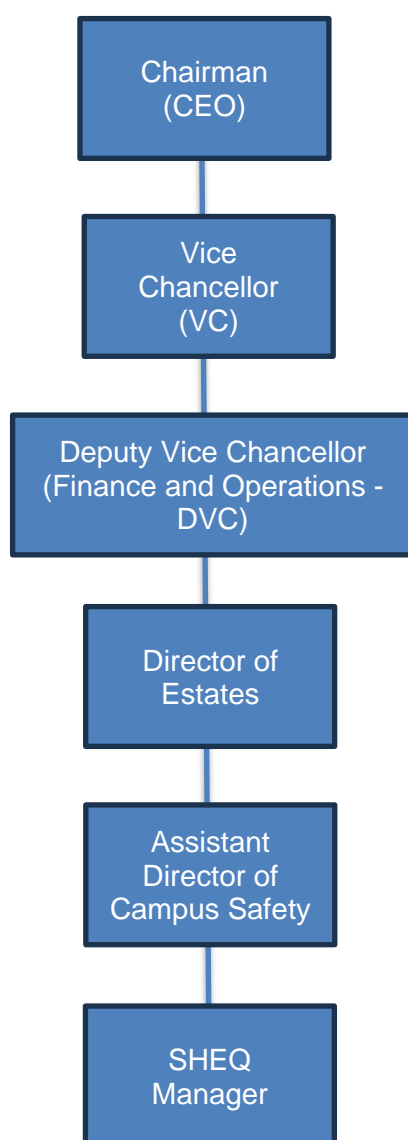 Chairman
(CEO)
Vice
Chancellor
(VC)
Deputy Vice Chancellor
(Finance and Operations -
DVC)
Director of
Estates
Assistant
Director of
Campus Safety
SHEQ
Manager